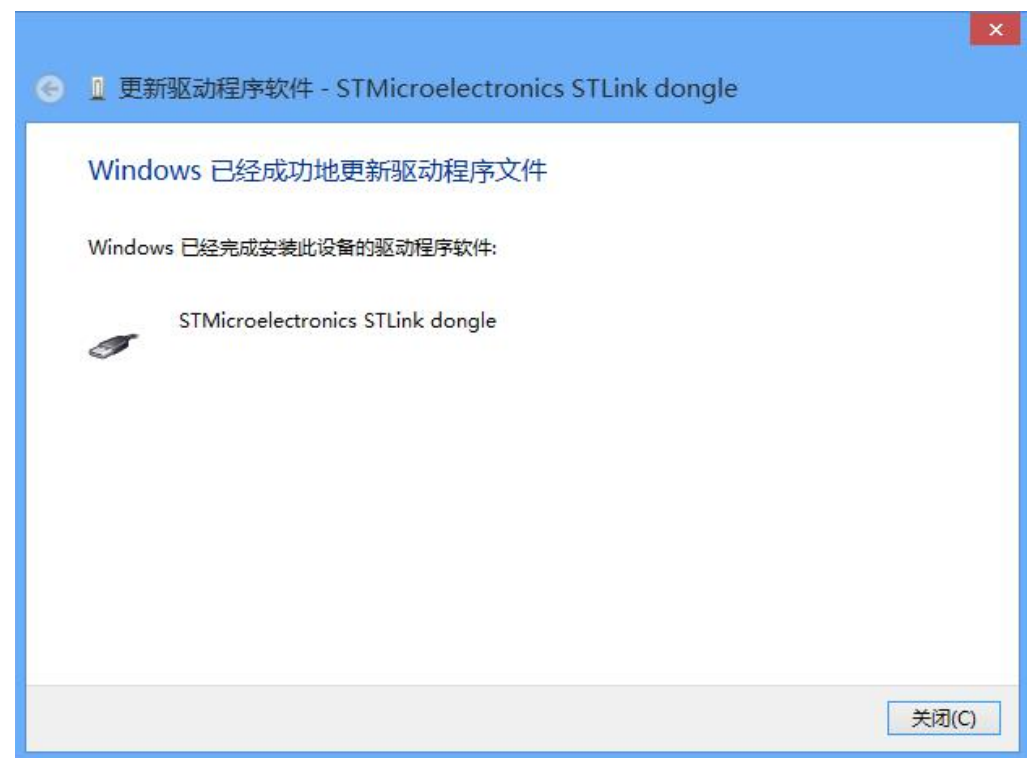 更新驱动程序软件 - STMicroelectronics STLink dongle
Windows 已经成功地更新驱动程序文件
Windows 已经完成安装此设备的驱动程序软件:
STMicroelectronics STLink dongle
关闭(C)